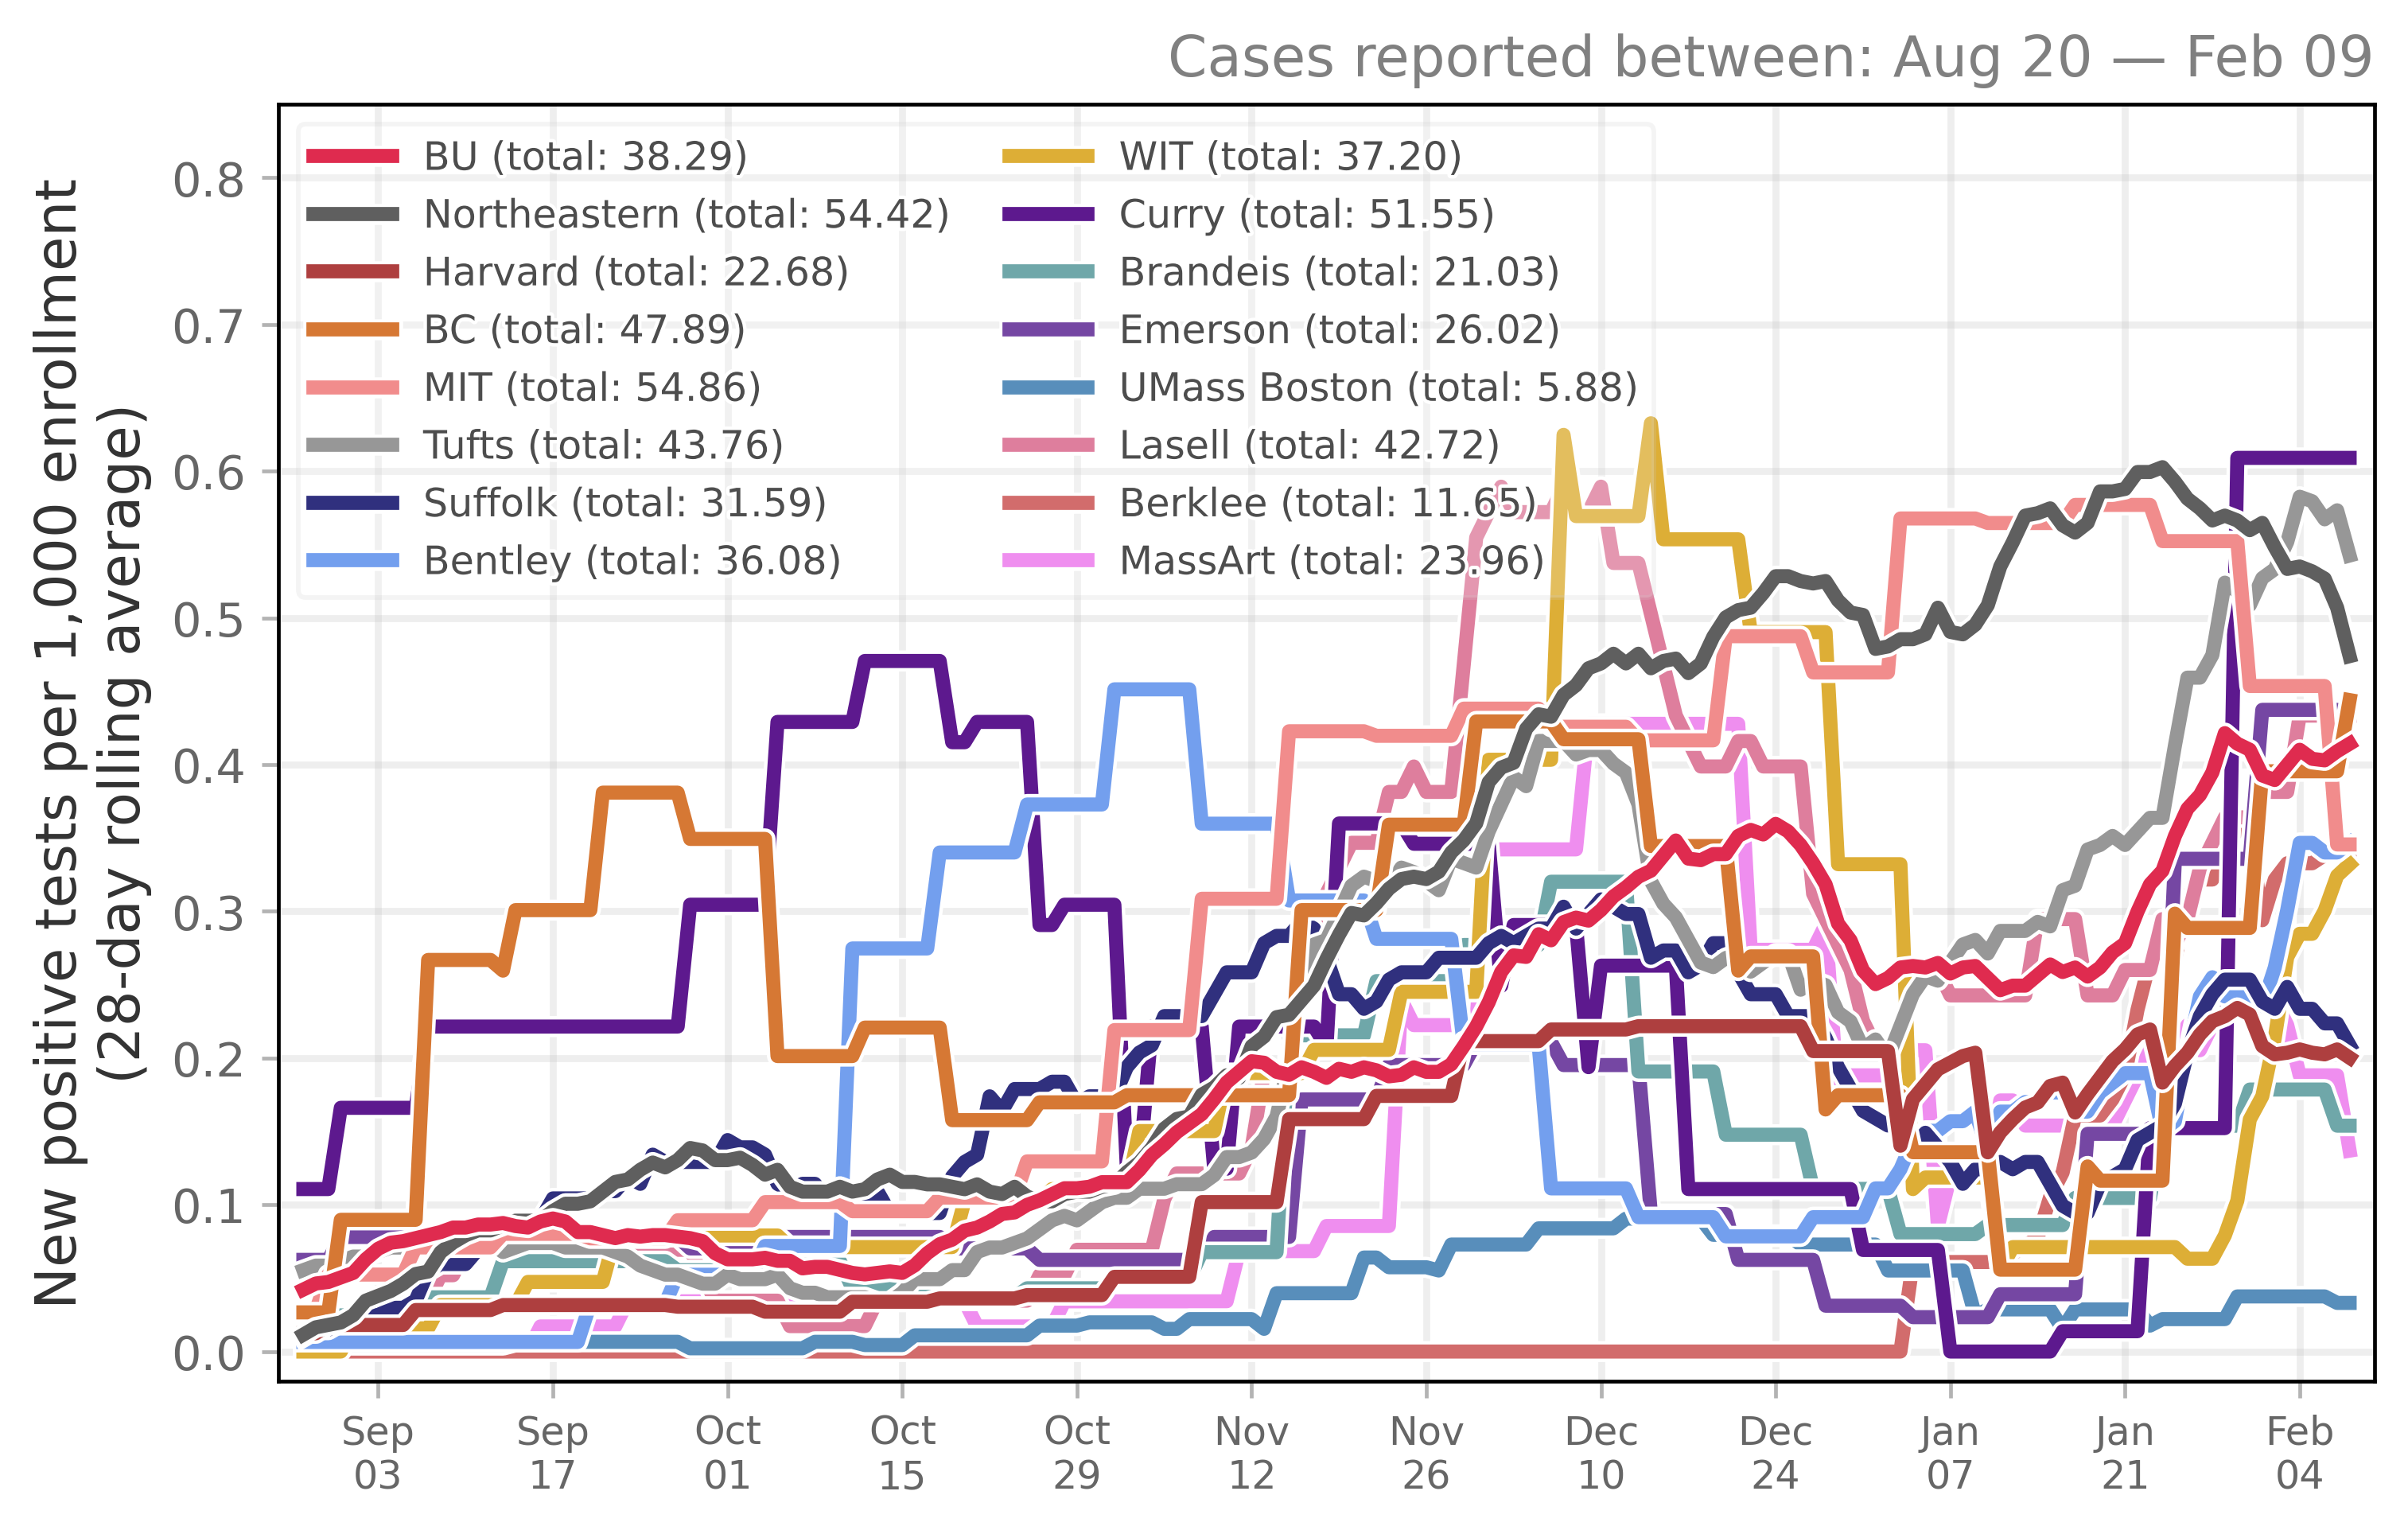 Cases reported between: Aug 20 — Feb 09
New positive tests per 1,000 enrollment
(28-day rolling average)
0.8
0.7
0.6
0.5
0.4
0.3
0.2
0.1
0.0
BU (total: 38.29)
Northeastern (total: 54.42)
Harvard (total: 22.68)
BC (total: 47.89)
MIT (total: 54.86)
Tufts (total: 43.76)
Suffolk (total: 31.59)
Bentley (total: 36.08)
WIT (total: 37.20)
Curry (total: 51.55)
Brandeis (total: 21.03)
Emerson (total: 26.02)
UMass Boston (total: 5.88)
Lasell (total: 42.72)
Berklee (total: 11.65)
MassArt (total: 23.96)
Sep
03
Sep
17
Oct
01
Oct
15
Oct
29
Nov
12
Nov
26
Dec
10
Dec
24
Jan
07
Jan
21
Feb
04